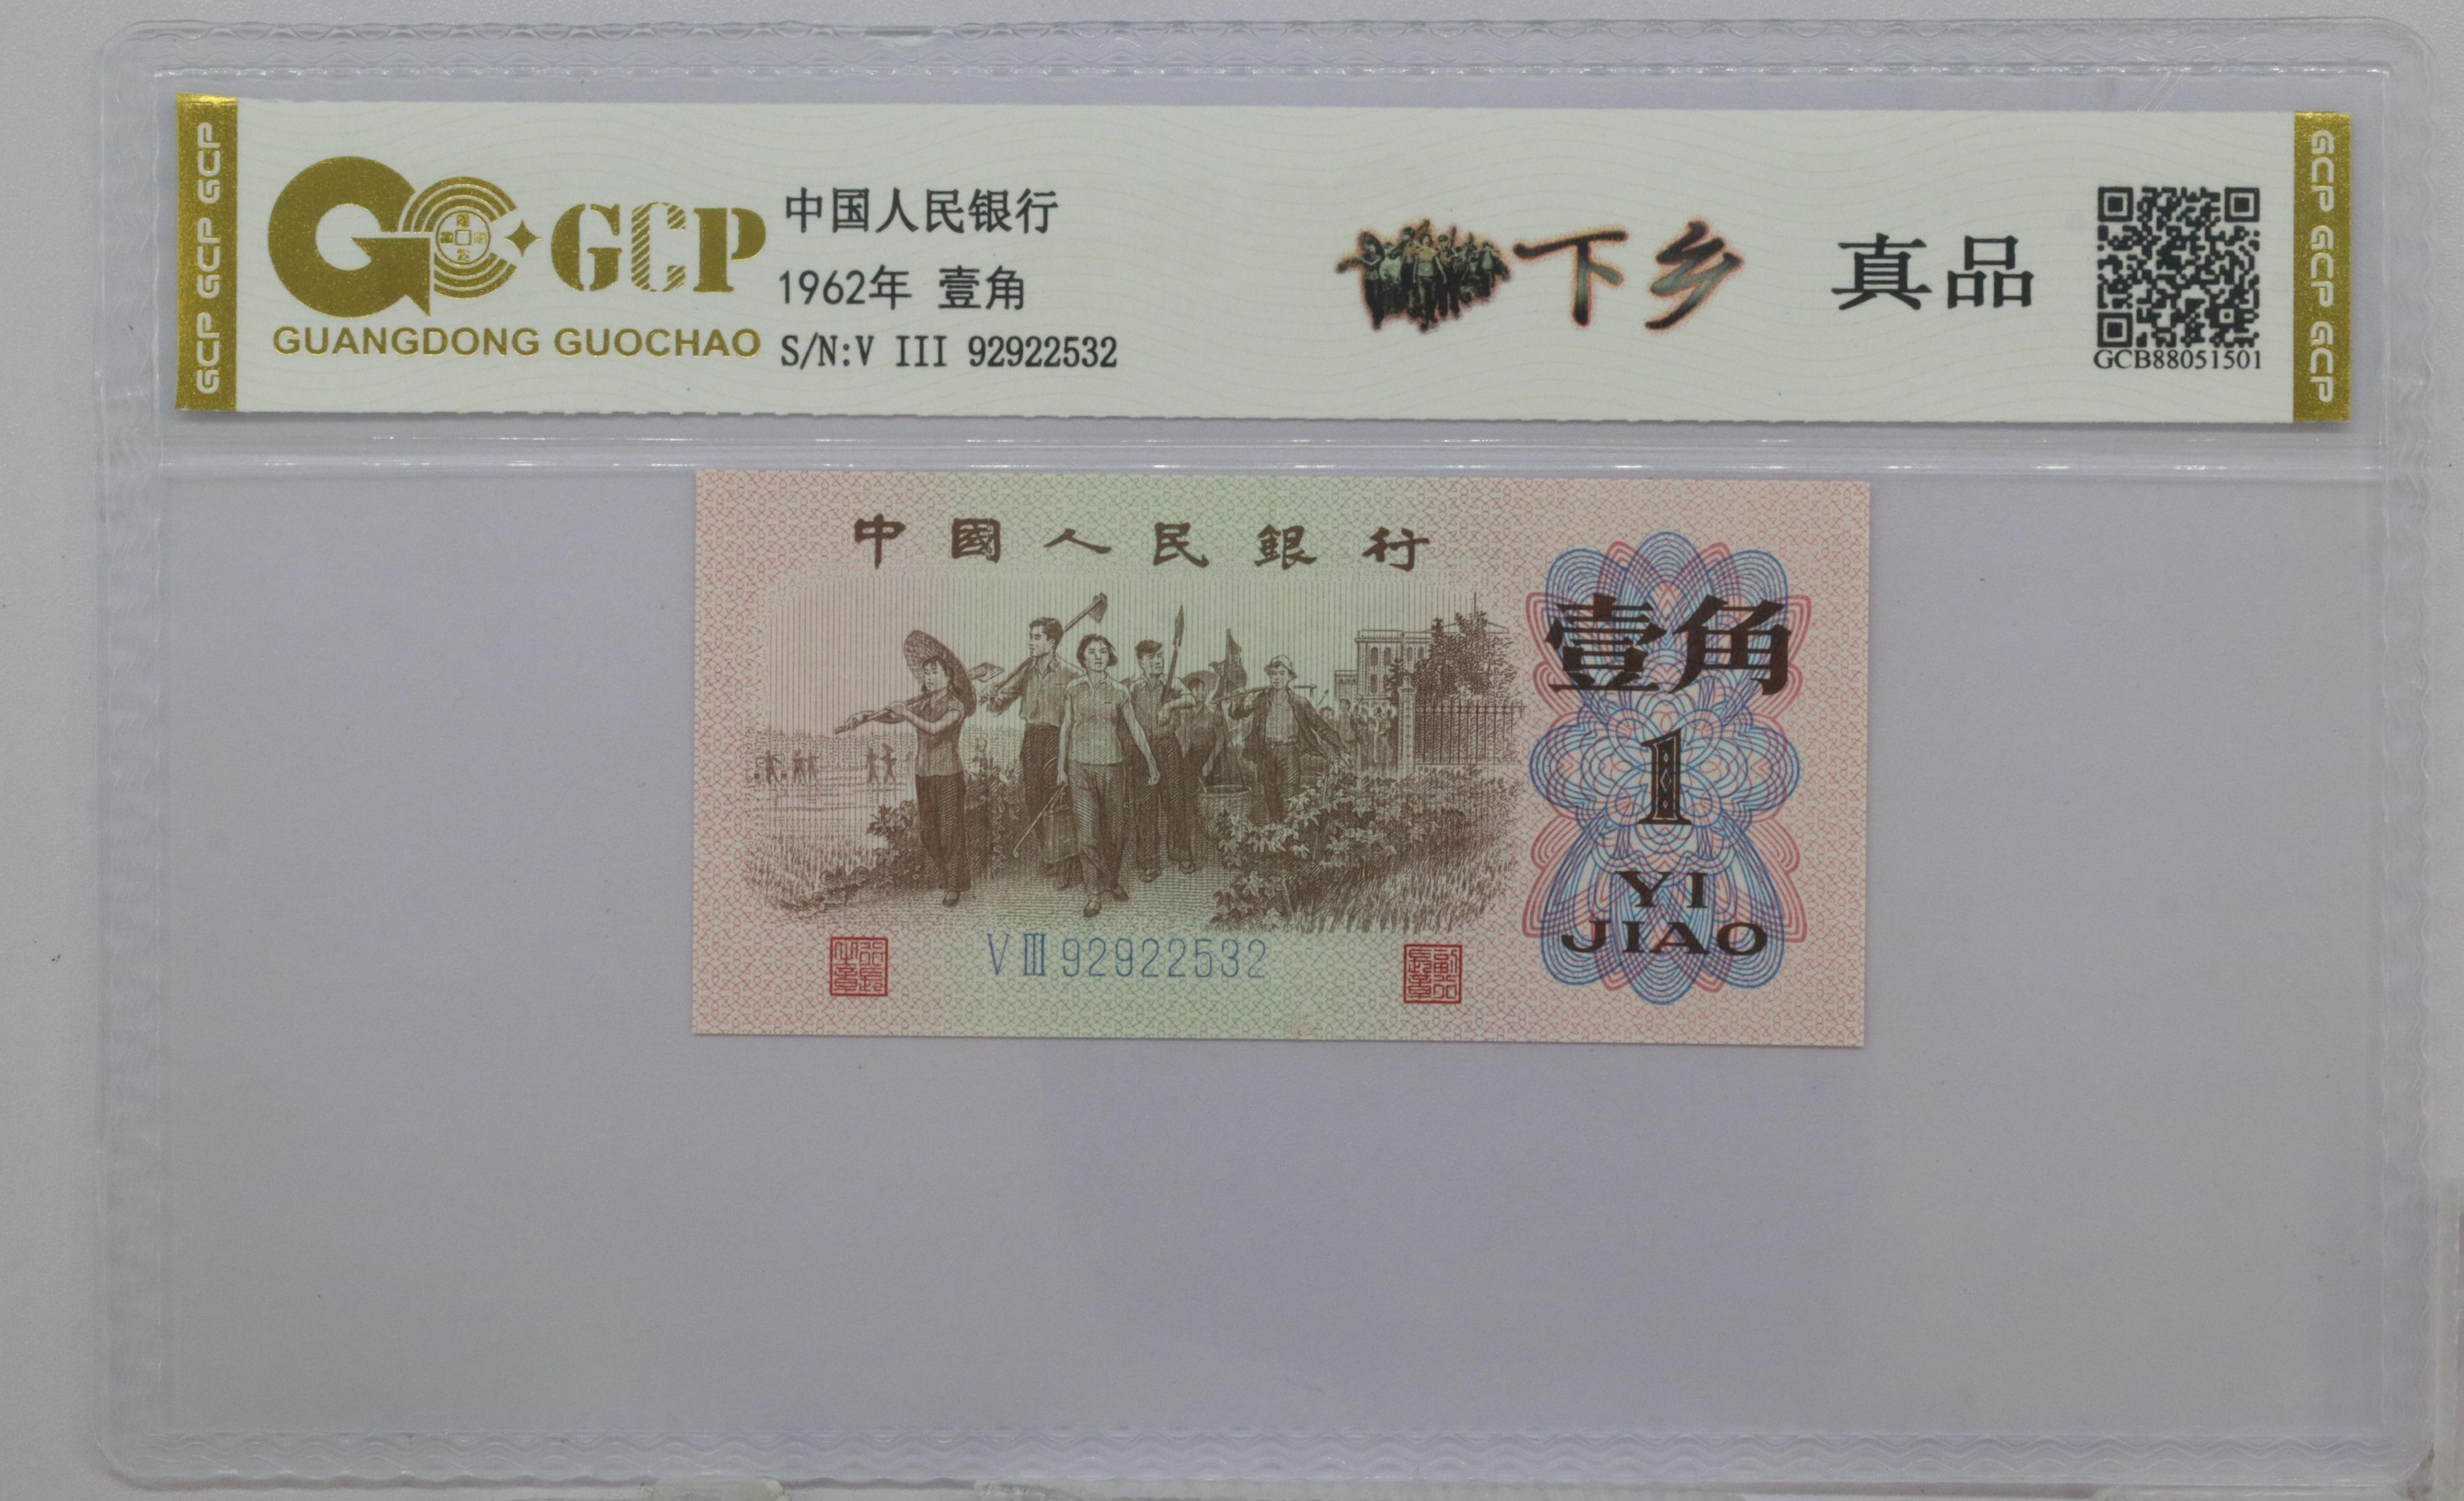 GCP GCP GCP
GCP
GUANGDONG GUOCHAO
中国人民银行
1962年 壹角
S/N:V III 92922532
下乡
真品
GCB88051501
GCP GCP GCP
中國人民銀行
壹角
1
YI
JIAO
V III 92922532